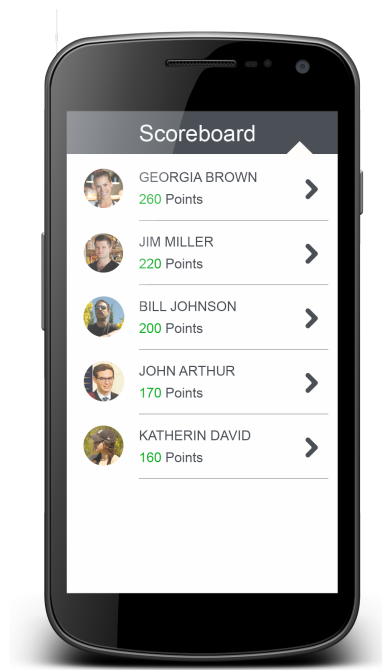 Scoreboard
GEORGIA BROWN
260 Points
JIM MILLER
220 Points
BILL JOHNSON
200 Points
JOHN ARTHUR
170 Points
KATHERIN DAVID
160 Points